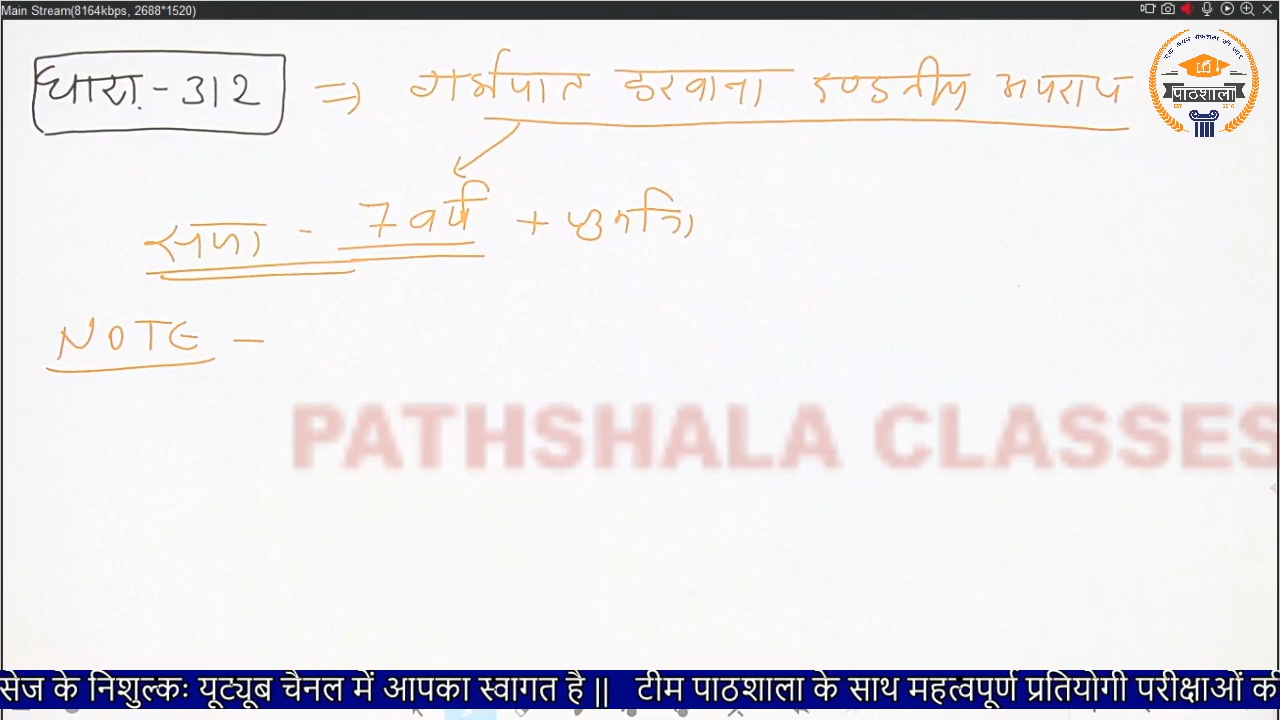 Main Stream(8164kbps, 2688*1520)
धारा - 312 ⇒ गर्भपात करवाना दण्डनीय अपराध
सजा - 7 वर्ष + जुर्माना
NOTE -
पाठशाला
PATHSHALA CLASSES
सेज के निशुल्कः यूट्यूब चैनल में आपका स्वागत है || टीम पाठशाला के साथ महत्वपूर्ण प्रतियोगी परीक्षाओं की